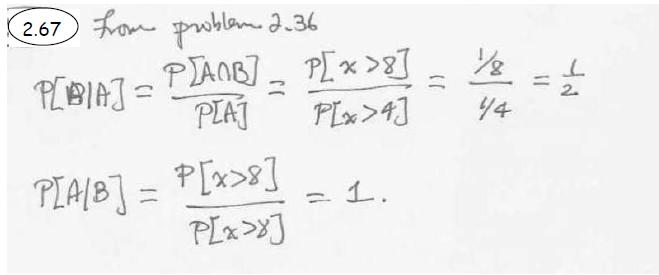 2.67 From problem 2.36
P[B|A] = P[A∩B] / P[A] = P[x>8] / P[x>4] = 1/8 / 1/4 = 1/2
P[A|B] = P[x>8] / P[x>8] = 1.